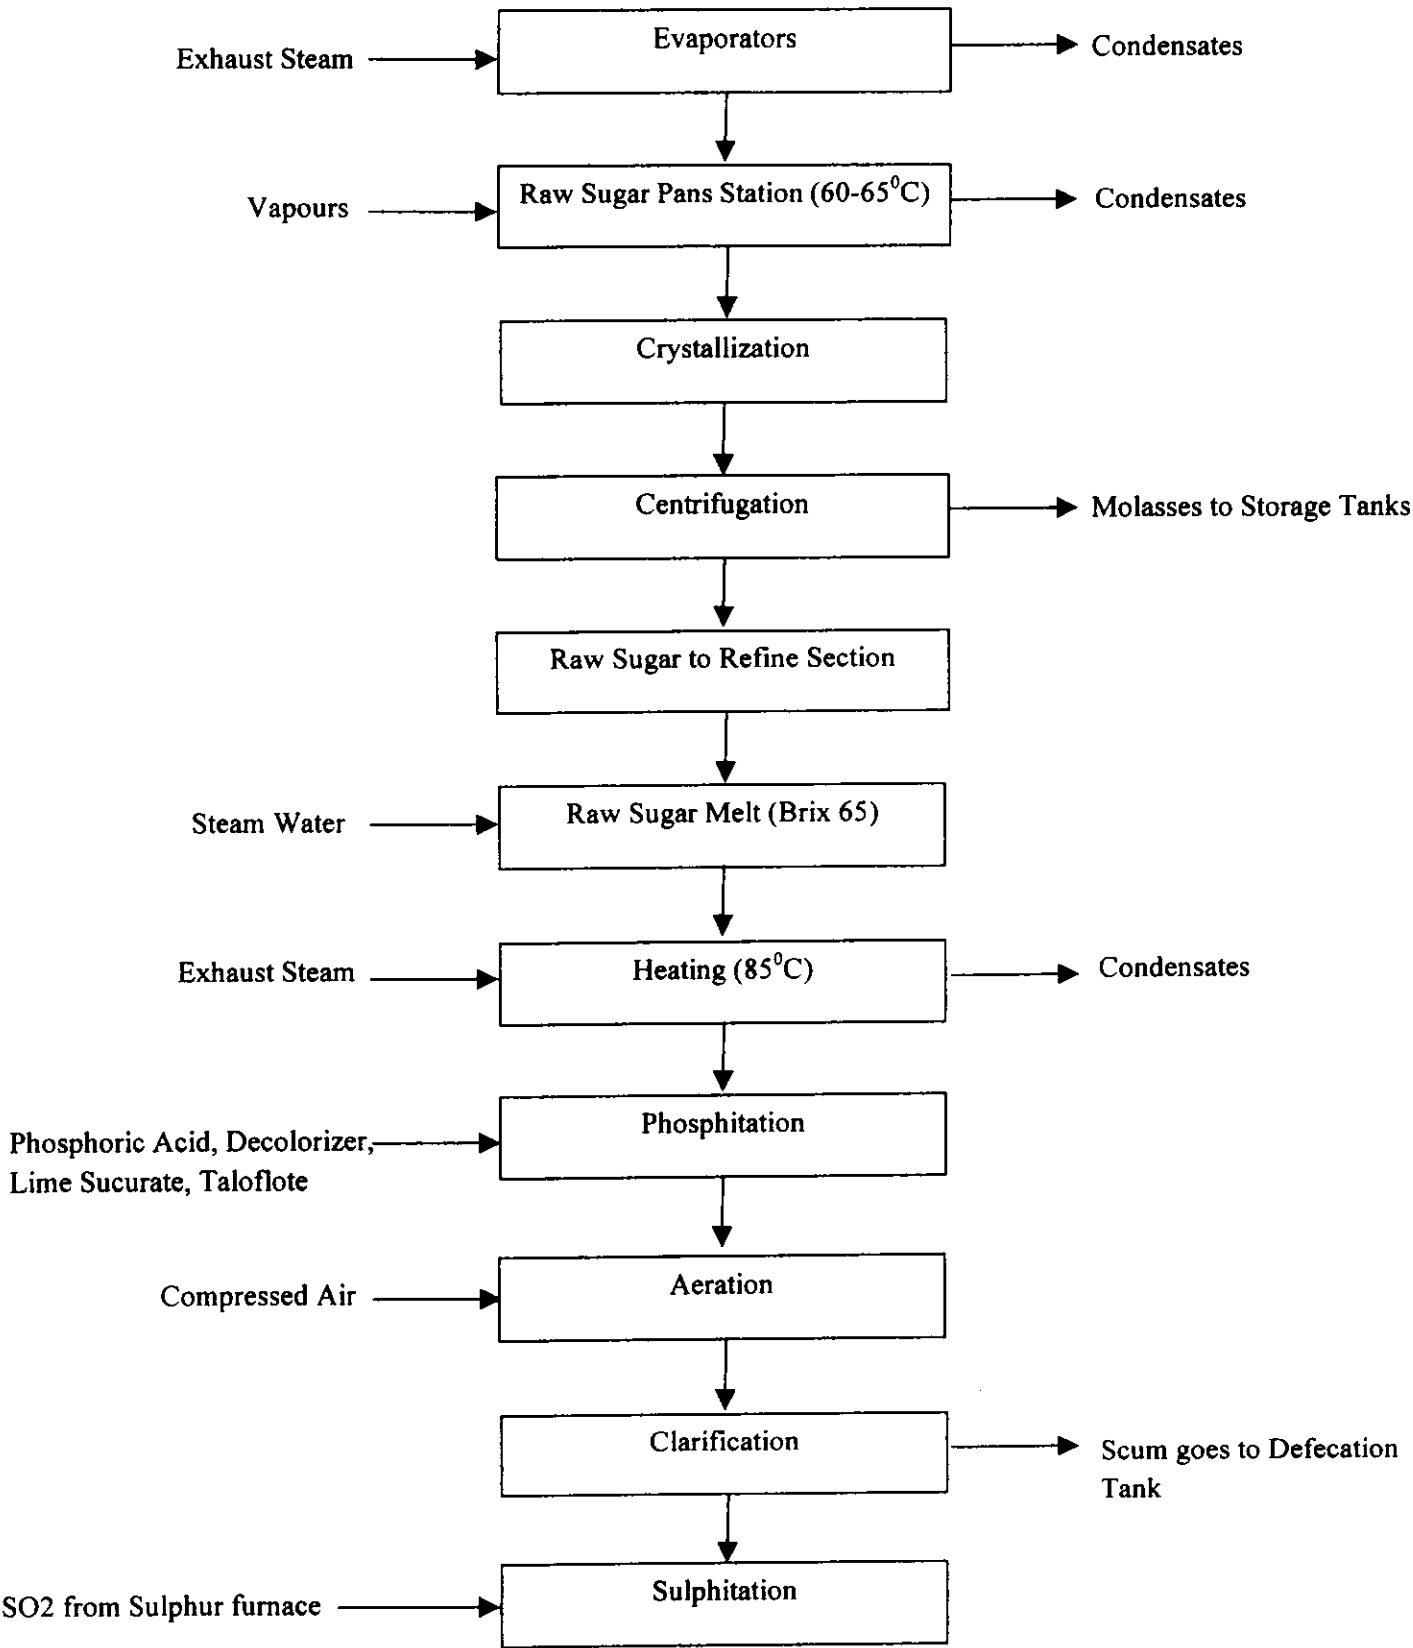 Evaporators
Exhaust Steam
Condensates
Raw Sugar Pans Station (60-65⁰C)
Vapours
Condensates
Crystallization
Centrifugation
Molasses to Storage Tanks
Raw Sugar to Refine Section
Raw Sugar Melt (Brix 65)
Steam Water
Heating (85⁰C)
Exhaust Steam
Condensates
Phosphitation
Phosphoric Acid, Decolorizer,
Lime Sucurate, Taloflote
Aeration
Compressed Air
Clarification
Scum goes to Defecation
Tank
Sulphitation
SO2 from Sulphur furnace